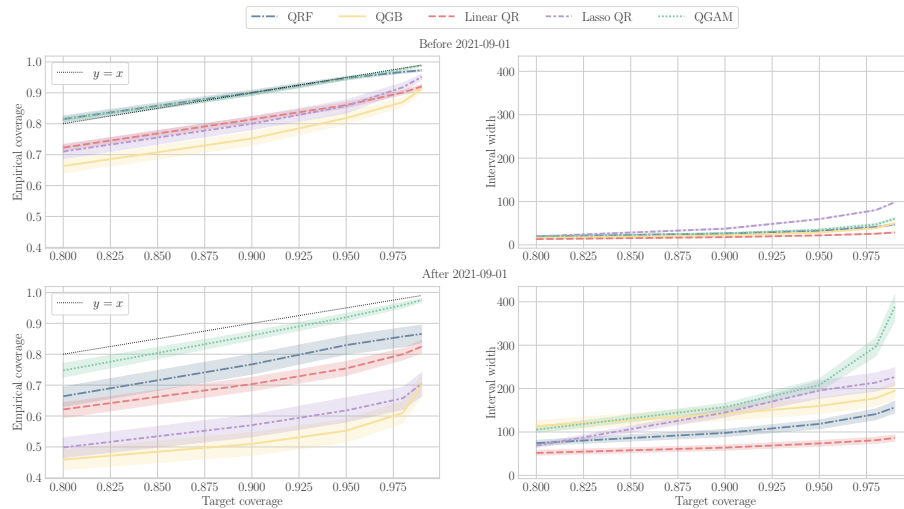 QRF QGB Linear QR Lasso QR QGAM
Before 2021-09-01
y = x
Empirical coverage
1.0
0.9
0.8
0.7
0.6
0.5
0.4
0.800 0.825 0.850 0.875 0.900 0.925 0.950 0.975
Interval width
400
300
200
100
0
0.800 0.825 0.850 0.875 0.900 0.925 0.950 0.975
After 2021-09-01
y = x
Empirical coverage
1.0
0.9
0.8
0.7
0.6
0.5
0.4
0.800 0.825 0.850 0.875 0.900 0.925 0.950 0.975
Target coverage
Interval width
400
300
200
100
0
0.800 0.825 0.850 0.875 0.900 0.925 0.950 0.975
Target coverage